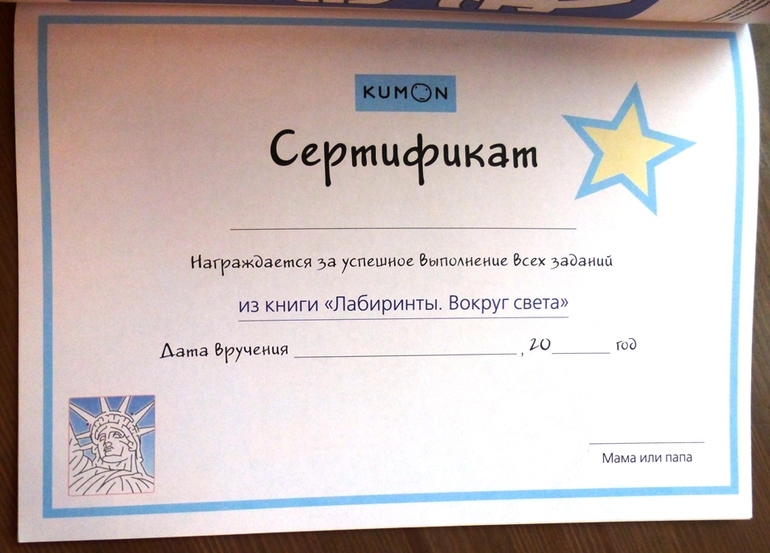 KUMON
Сертификат
Награждается за успешное выполнение всех заданий
из книги «Лабиринты. Вокруг света»
Дата вручения , 20 год
Мама или папа